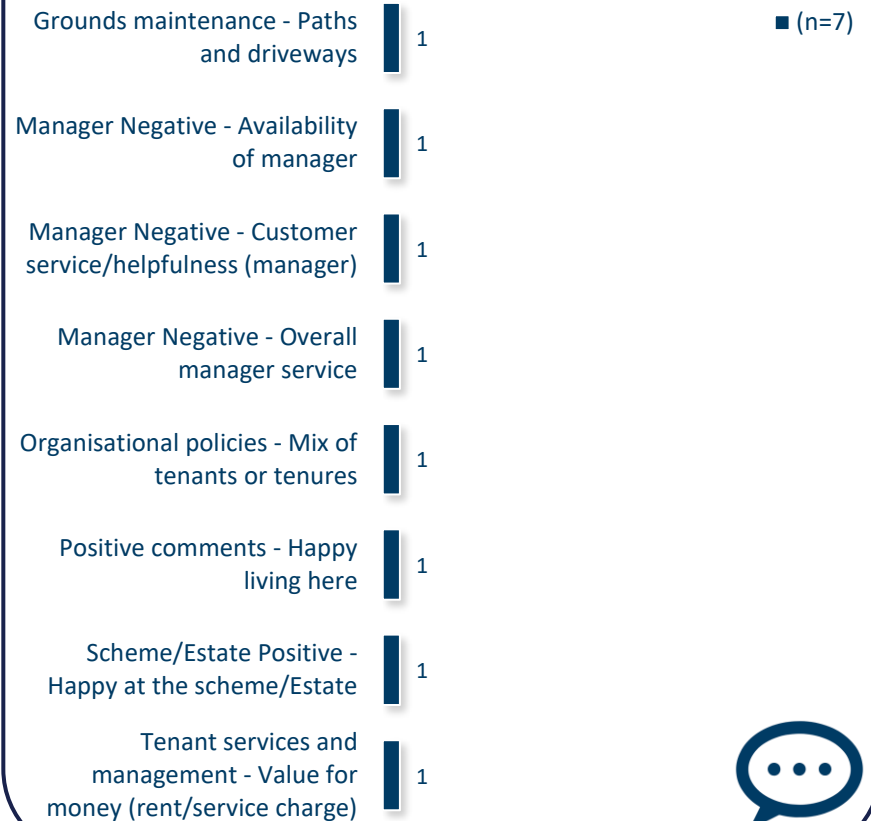 Grounds maintenance - Paths
and driveways
1
(n=7)
Manager Negative - Availability
of manager
1
Manager Negative - Customer
service/helpfulness (manager)
1
Manager Negative - Overall
manager service
1
Organisational policies - Mix of
tenants or tenures
1
Positive comments - Happy
living here
1
Scheme/Estate Positive -
Happy at the scheme/Estate
1
Tenant services and
management - Value for
money (rent/service charge)
1